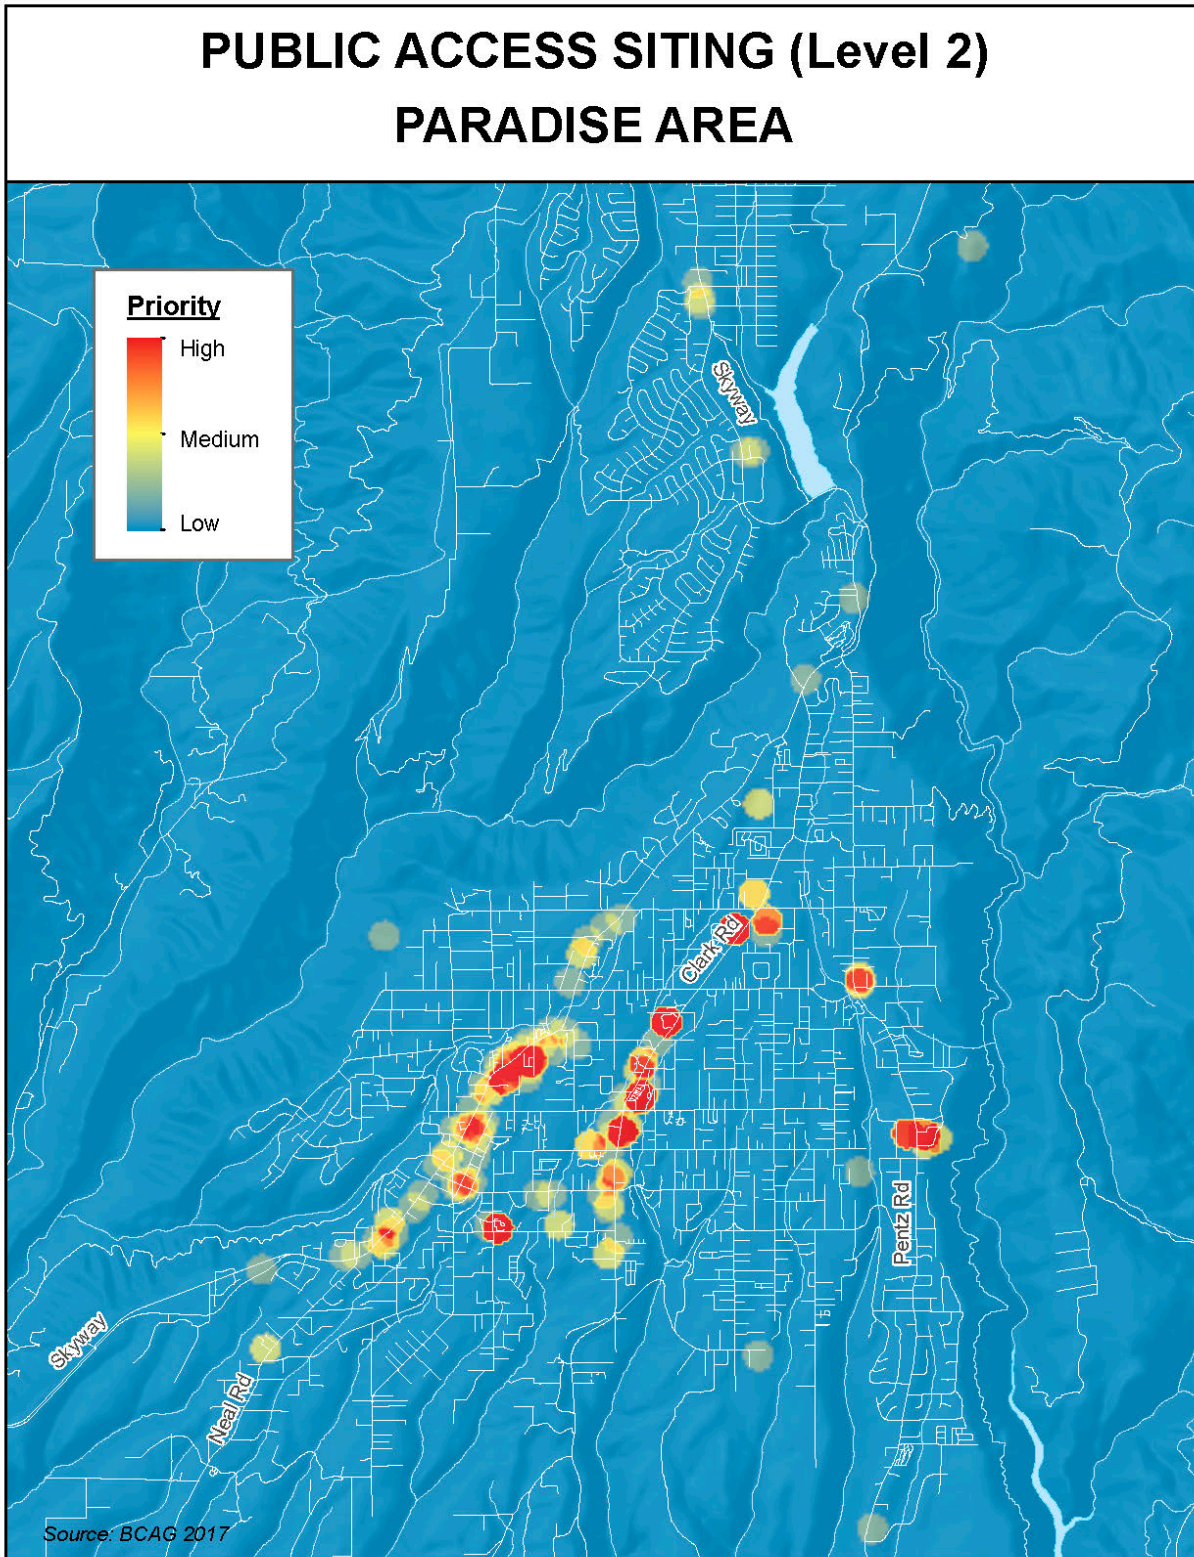 PUBLIC ACCESS SITING (Level 2)
PARADISE AREA
Priority
High
Medium
Low
Skyway
Clark Rd
Pentz Rd
Skyway
Neal Rd
Source: BCAG 2017